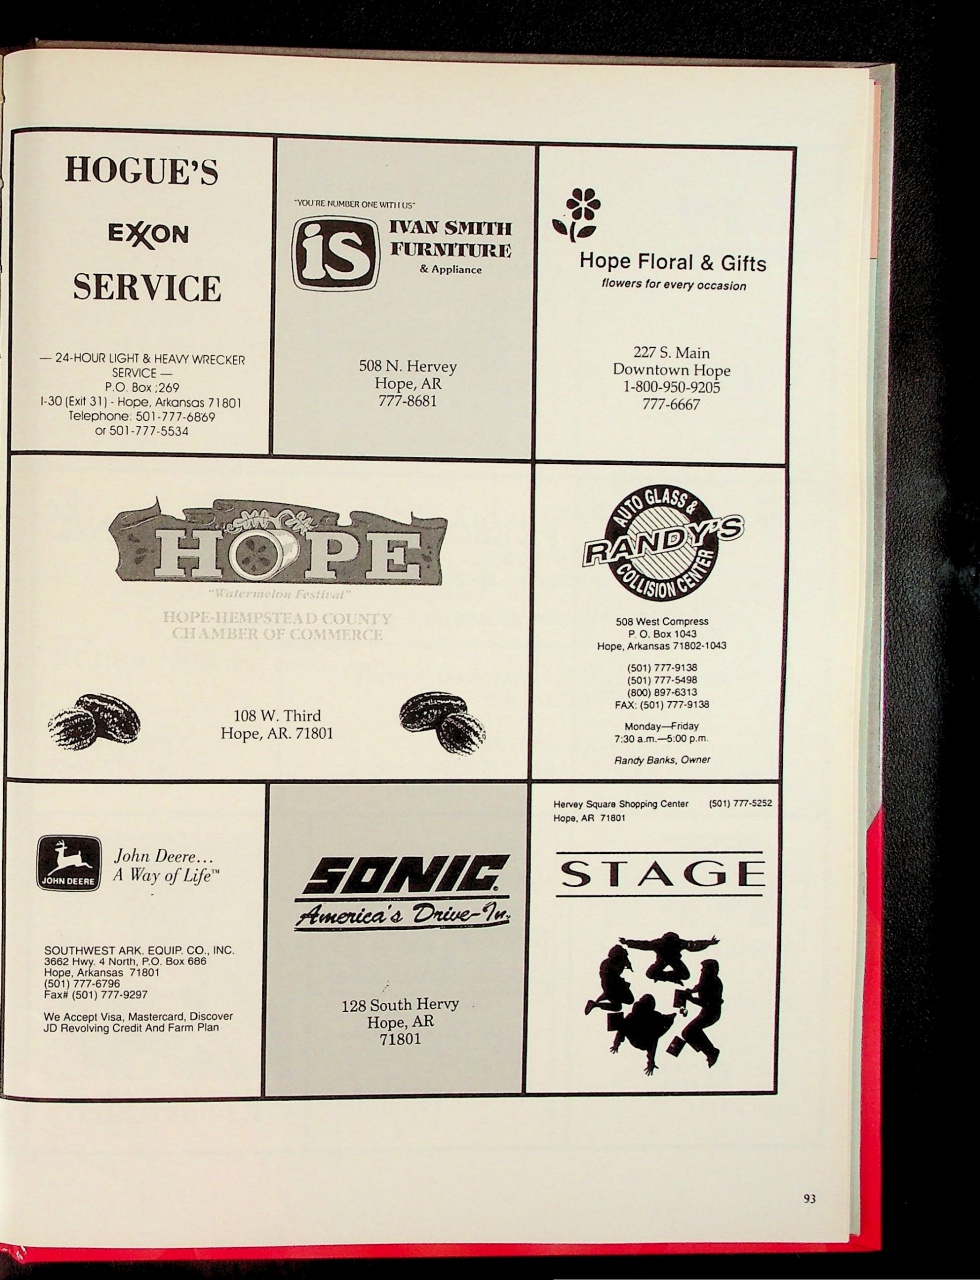 HOGUE'S
EXXON
SERVICE
— 24-HOUR LIGHT & HEAVY WRECKER
SERVICE —
P.O. Box ;269
I-30 (Exit 31) - Hope, Arkansas 71801
Telephone: 501-777-6869
or 501-777-5534
"YOU'RE NUMBER ONE WITH US"
is
IVAN SMITH
FURNITURE
& Appliance
508 N. Hervey
Hope, AR
777-8681
Hope Floral & Gifts
flowers for every occasion
227 S. Main
Downtown Hope
1-800-950-9205
777-6667
HOPE
"Watermelon Festival"
HOPE-HEMPSTEAD COUNTY
CHAMBER OF COMMERCE
108 W. Third
Hope, AR. 71801
AUTO GLASS &
RANDY'S
COLLISION CENTER
508 West Compress
P. O. Box 1043
Hope, Arkansas 71802-1043
(501) 777-9138
(501) 777-5498
(800) 897-6313
FAX: (501) 777-9138
Monday—Friday
7:30 a.m.—5:00 p.m.
Randy Banks, Owner
JOHN DEERE
John Deere...
A Way of Life™
SOUTHWEST ARK. EQUIP. CO., INC.
3662 Hwy. 4 North, P.O. Box 686
Hope, Arkansas 71801
(501) 777-6796
Fax# (501) 777-9297
We Accept Visa, Mastercard, Discover
JD Revolving Credit And Farm Plan
SONIC®
America's Drive-In.
128 South Hervy
Hope, AR
71801
Hervey Square Shopping Center (501) 777-5252
Hope, AR 71801
STAGE
93